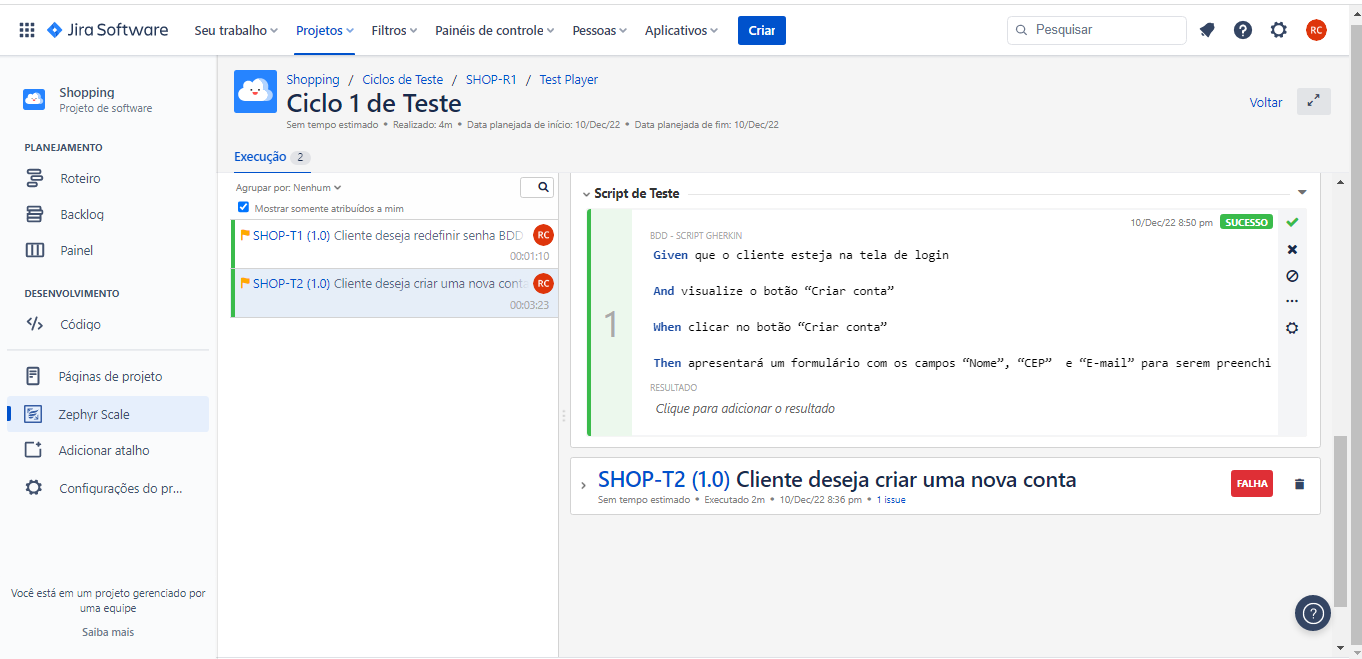 Jira Software Seu trabalho Projetos Filtros Painéis de controle Pessoas Aplicativos Criar Pesquisar RC
Shopping
Projeto de software
PLANEJAMENTO
Roteiro
Backlog
Painel
DESENVOLVIMENTO
Código
Páginas de projeto
Zephyr Scale
Adicionar atalho
Configurações do pr...
Você está em um projeto gerenciado por
uma equipe
Saiba mais
Shopping / Ciclos de Teste / SHOP-R1 / Test Player
Ciclo 1 de Teste
Sem tempo estimado • Realizado: 4m • Data planejada de início: 10/Dec/22 • Data planejada de fim: 10/Dec/22
Voltar
Execução 2
Agrupar por: Nenhum
Mostrar somente atribuídos a mim
SHOP-T1 (1.0) Cliente deseja redefinir senha BDD RC
00:01:10
SHOP-T2 (1.0) Cliente deseja criar uma nova conta RC
00:03:23
Script de Teste
10/Dec/22 8:50 pm SUCESSO
1
BDD - SCRIPT GHERKIN
Given que o cliente esteja na tela de login
And visualize o botão “Criar conta”
When clicar no botão “Criar conta”
Then apresentará um formulário com os campos “Nome”, “CEP” e “E-mail” para serem preenchi
RESULTADO
Clique para adicionar o resultado
SHOP-T2 (1.0) Cliente deseja criar uma nova conta FALHA
Sem tempo estimado • Executado 2m • 10/Dec/22 8:36 pm • 1 issue